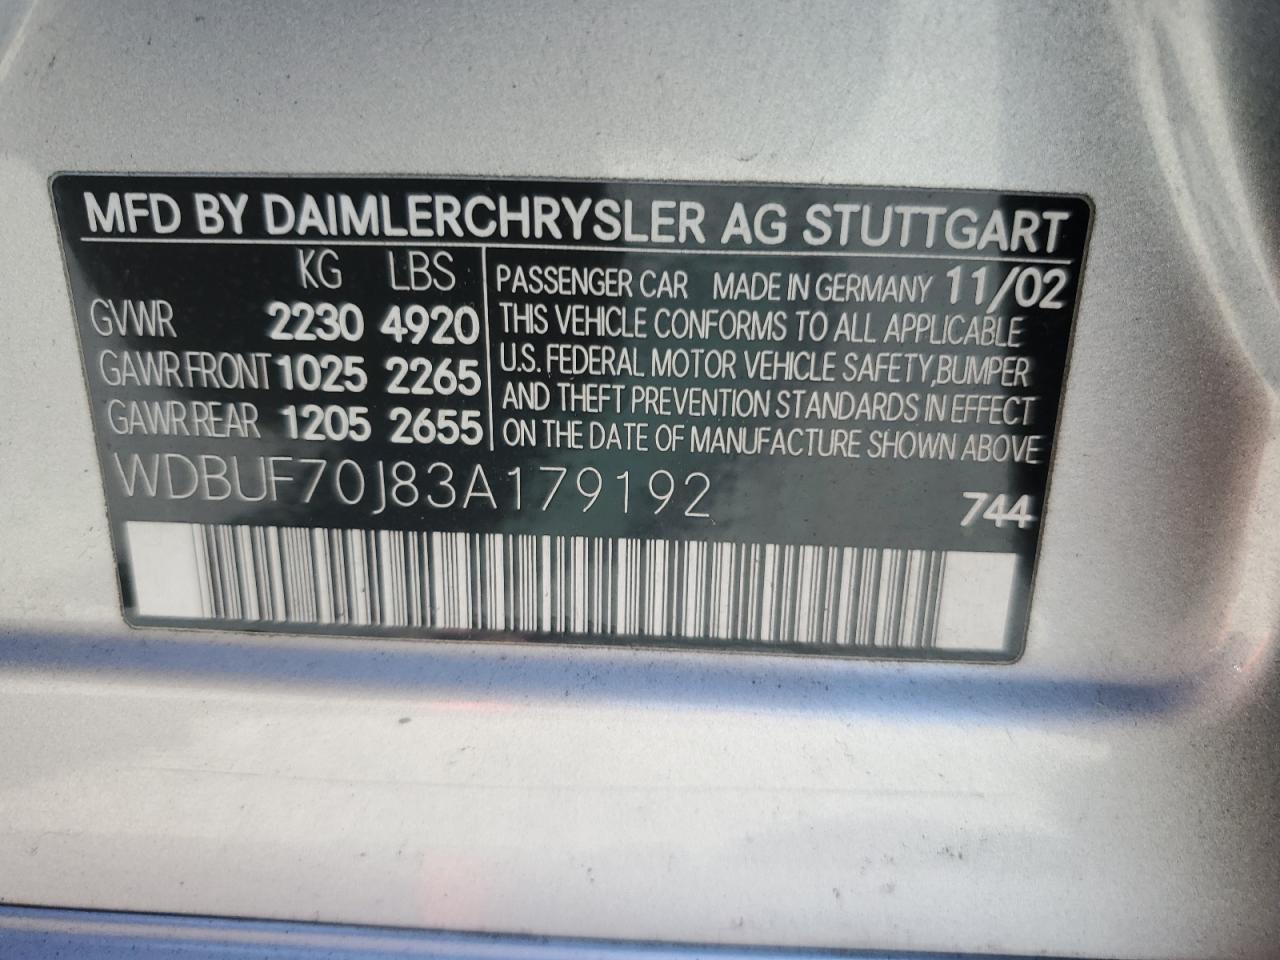 MFD BY DAIMLERCHRYSLER AG STUTTGART
KG LBS
GVWR 2230 4920
GAWR FRONT 1025 2265
GAWR REAR 1205 2655
PASSENGER CAR MADE IN GERMANY 11/02
THIS VEHICLE CONFORMS TO ALL APPLICABLE
U.S. FEDERAL MOTOR VEHICLE SAFETY,BUMPER
AND THEFT PREVENTION STANDARDS IN EFFECT
ON THE DATE OF MANUFACTURE SHOWN ABOVE
WDBUF70J83A179192
744